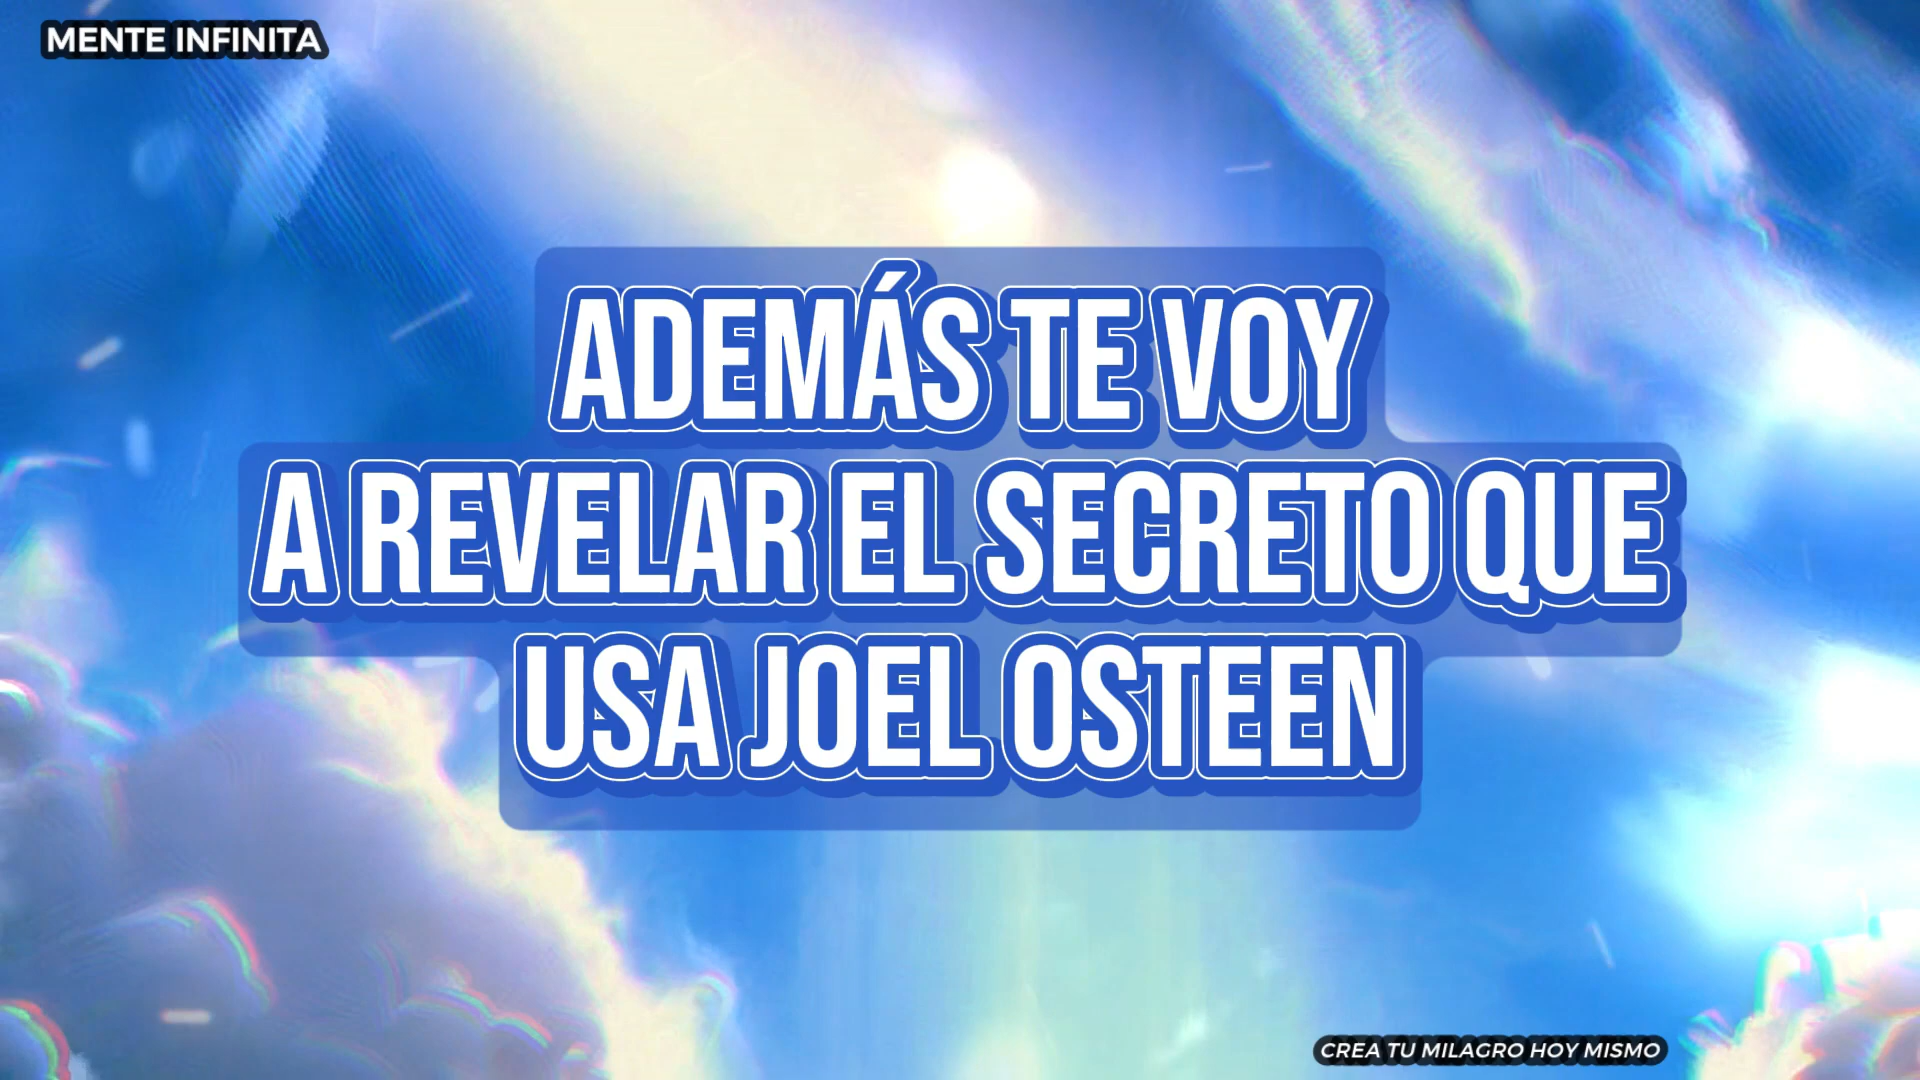 MENTE INFINITA
ADEMÁS TE VOY
A REVELAR EL SECRETO QUE
USA JOEL OSTEEN
CREA TU MILAGRO HOY MISMO